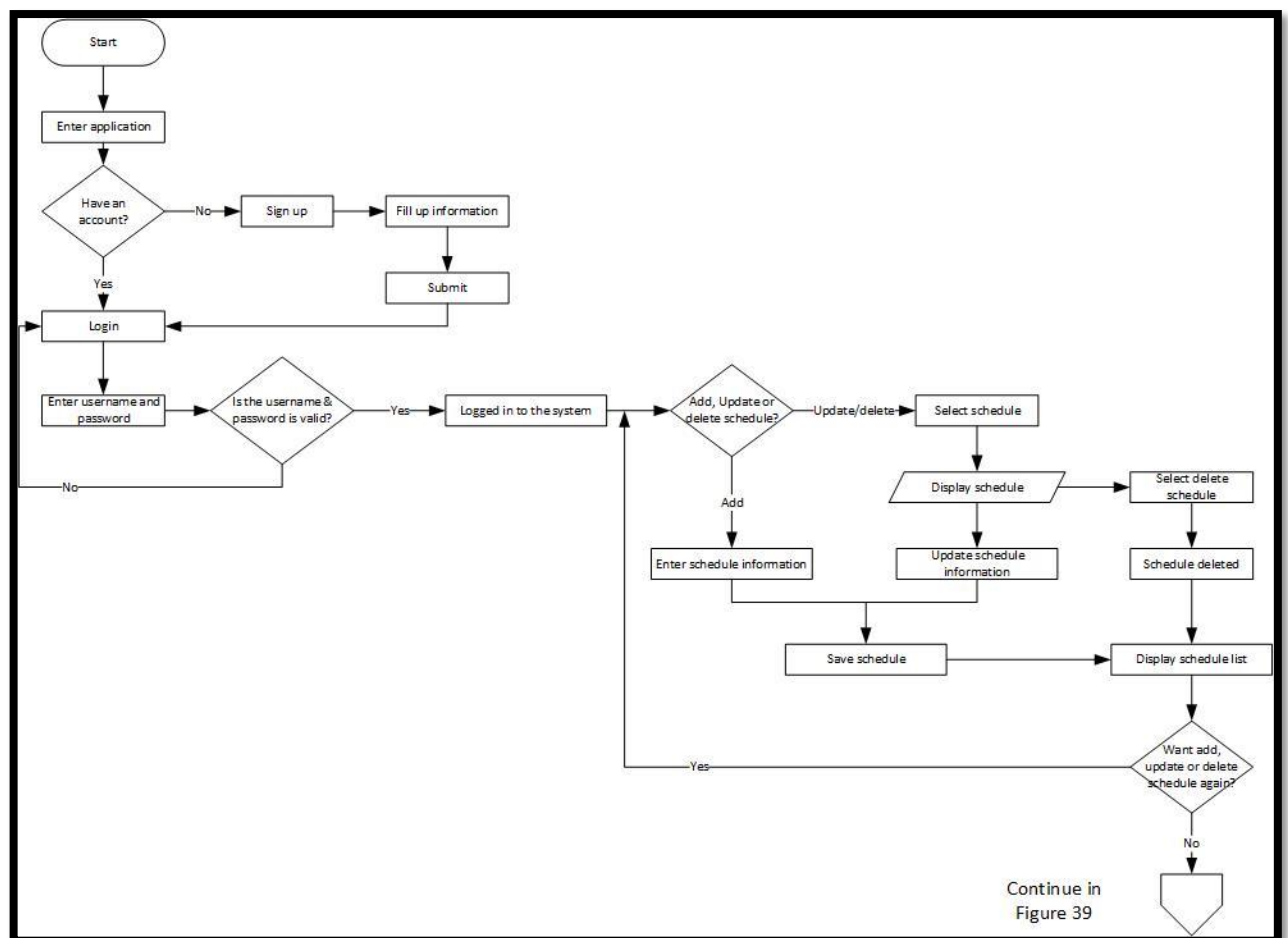 Start
Enter application
Have an
account?
No
Sign up
Fill up information
Submit
Yes
Login
Enter username and
password
Is the username &
password is valid?
Yes
No
Logged in to the system
Add, Update or
delete schedule?
Update/delete
Select schedule
Display schedule
Select delete
schedule
Add
Enter schedule information
Update schedule
information
Schedule deleted
Save schedule
Display schedule list
Want add,
update or delete
schedule again?
Yes
No
Continue in
Figure 39